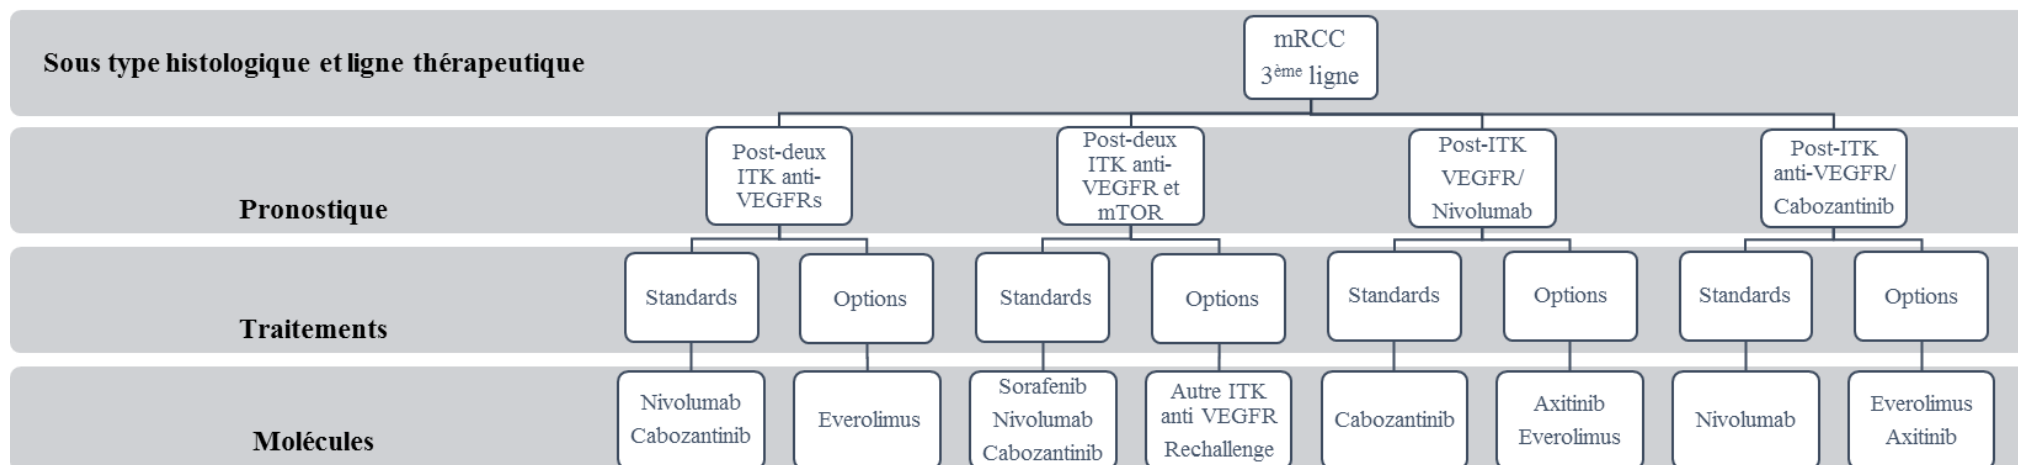 Sous type histologique et ligne thérapeutique
mRCC
3ème ligne
Pronostique
Post-deux
ITK anti-
VEGFRs
Post-deux
ITK anti-
VEGFR et
mTOR
Post-ITK
VEGFR/
Nivolumab
Post-ITK
anti-VEGFR/
Cabozantinib
Traitements
Standards
Options
Standards
Options
Standards
Options
Standards
Options
Molécules
Nivolumab
Cabozantinib
Everolimus
Sorafenib
Nivolumab
Cabozantinib
Autre ITK
anti VEGFR
Rechallenge
Cabozantinib
Axitinib
Everolimus
Nivolumab
Everolimus
Axitinib